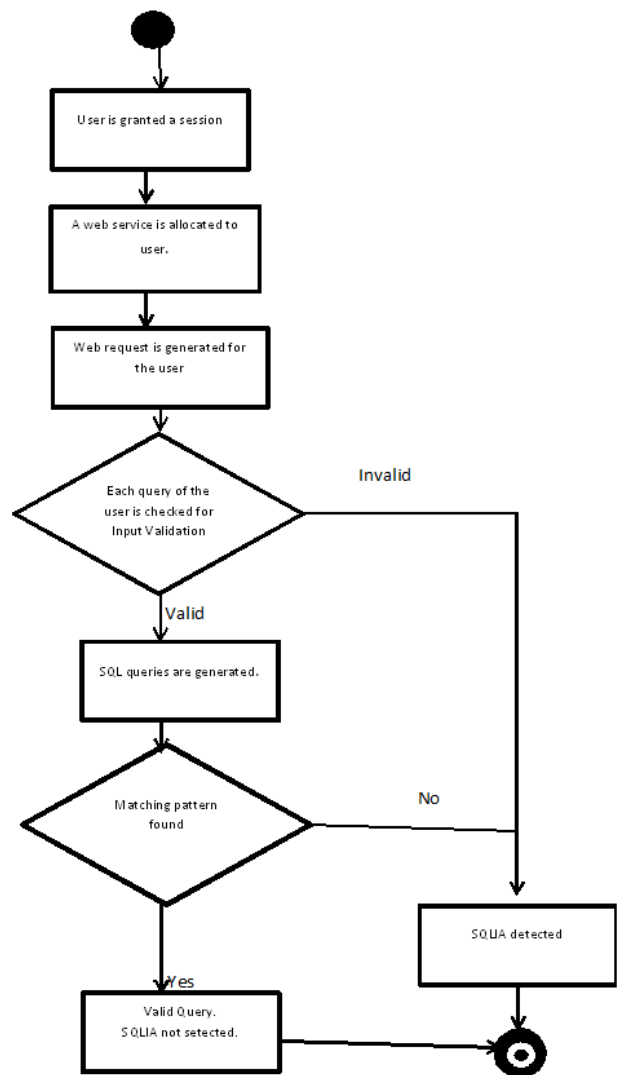 User is granted a session
A web service is allocated to
user.
Web request is generated for
the user
Invalid
Each query of the
user is checked for
Input Validation
Valid
SQL queries are generated.
Matching pattern
found
No
SQLIA detected
Yes
Valid Query.
SQLIA not setected.